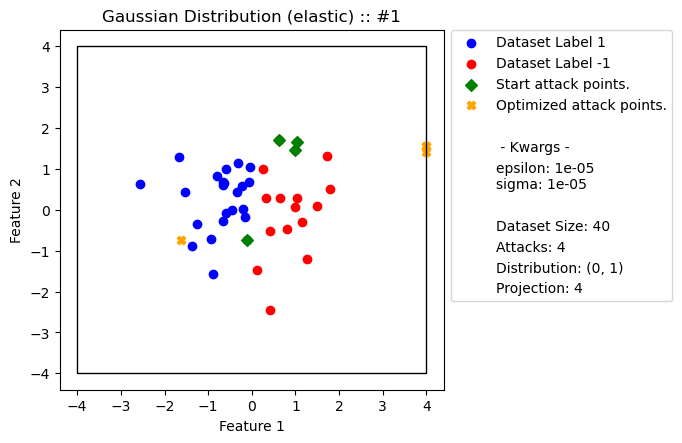 Gaussian Distribution (elastic) :: #1
Feature 2
4
3
2
1
0
−1
−2
−3
−4
−4 −3 −2 −1 0 1 2 3 4
Feature 1
Dataset Label 1
Dataset Label -1
Start attack points.
Optimized attack points.
- Kwargs -
epsilon: 1e-05
sigma: 1e-05
Dataset Size: 40
Attacks: 4
Distribution: (0, 1)
Projection: 4